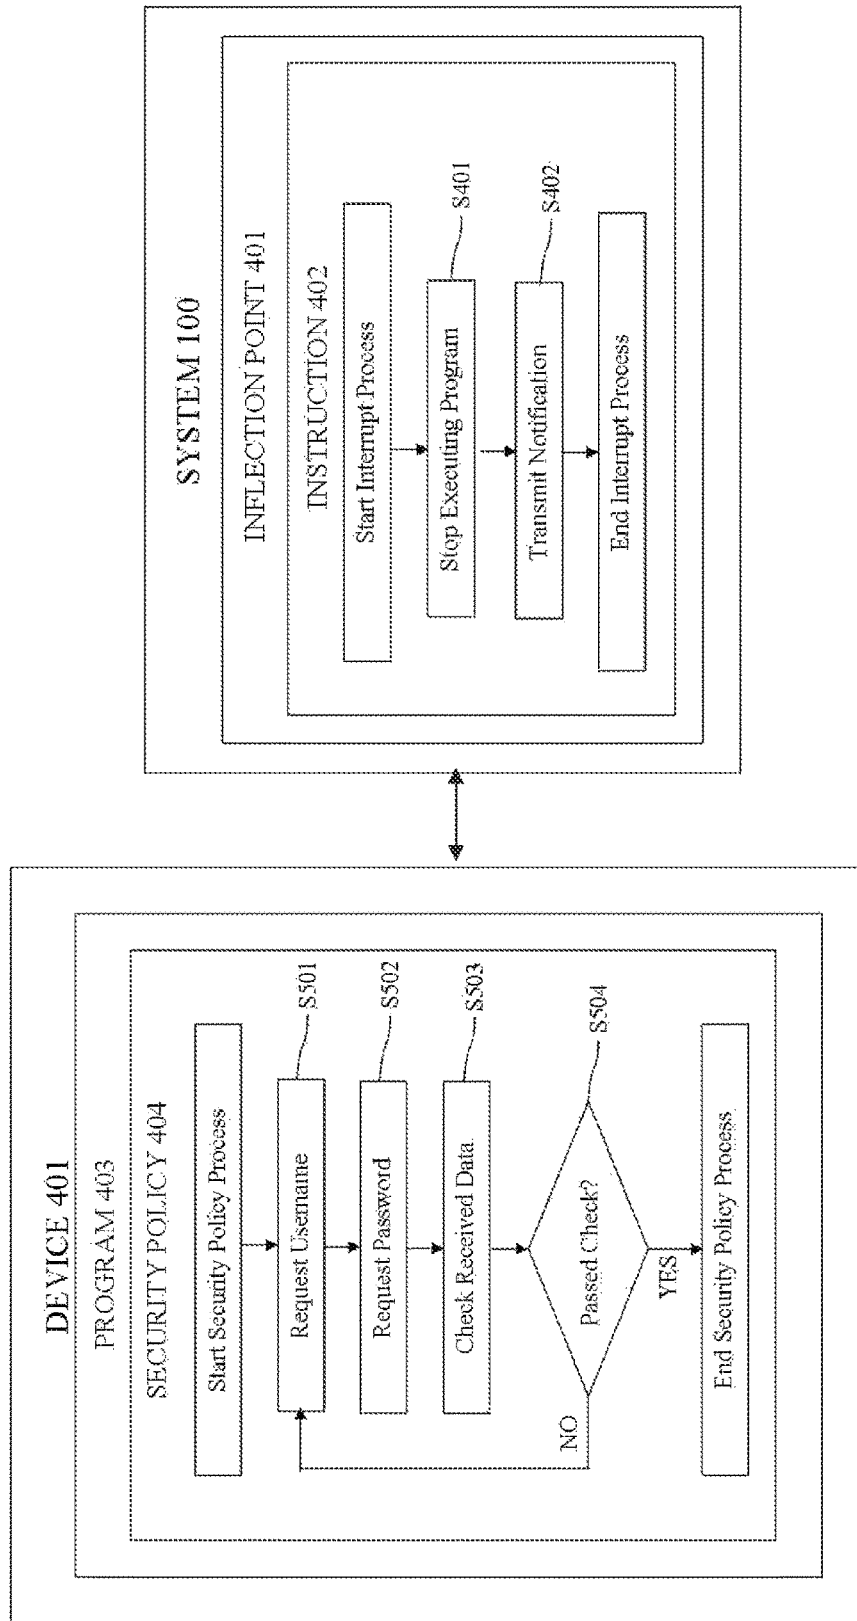 DEVICE 401
PROGRAM 403
SECURITY POLICY 404
Start Security Policy Process
Request Username
S501
Request Password
S502
Check Received Data
S503
Passed Check?
S504
NO
YES
End Security Policy Process
SYSTEM 100
INFLECTION POINT 401
INSTRUCTION 402
Start Interrupt Process
Stop Executing Program
S401
Transmit Notification
S402
End Interrupt Process